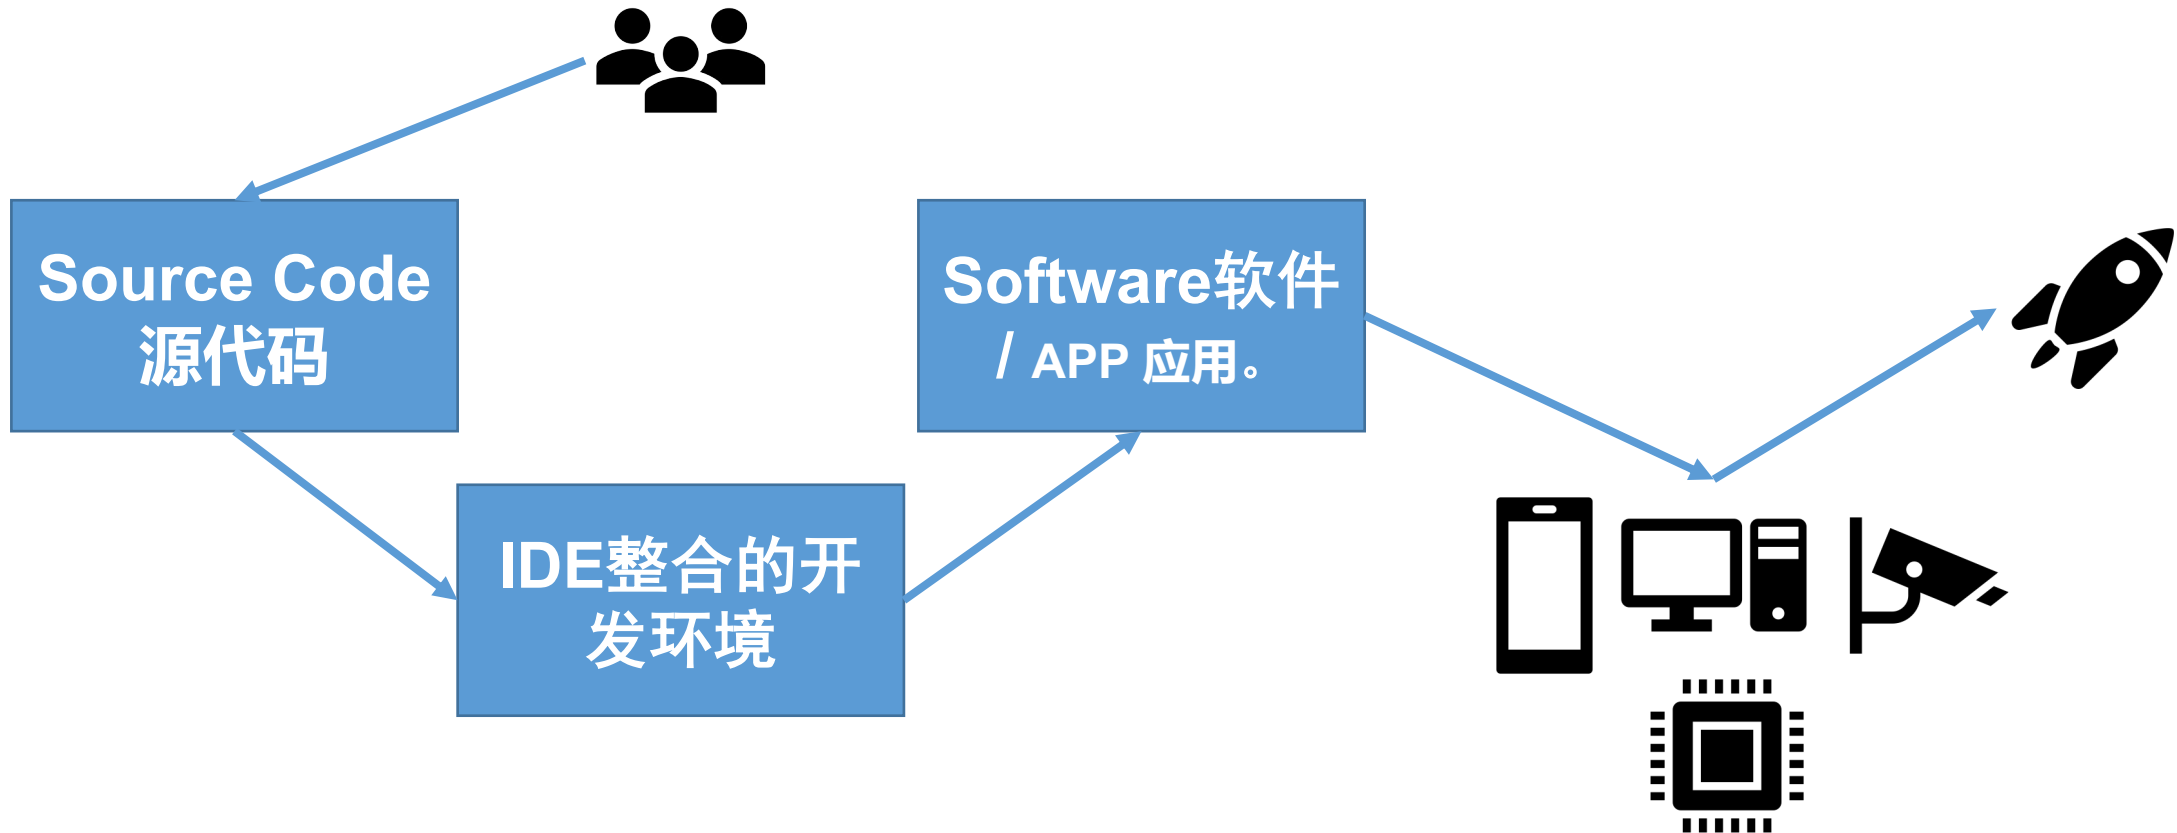 Source Code
源代码
Software软件
/ APP 应用。
IDE整合的开
发环境